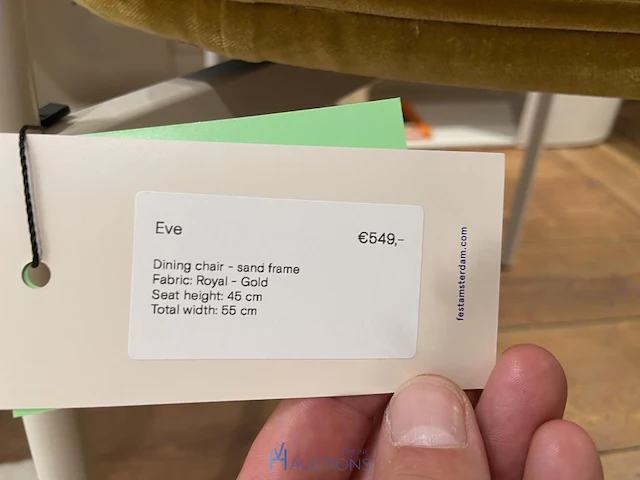 Eve
€549,-
Dining chair - sand frame
Fabric: Royal - Gold
Seat height: 45 cm
Total width: 55 cm
festamsterdam.com
AUCTIONS